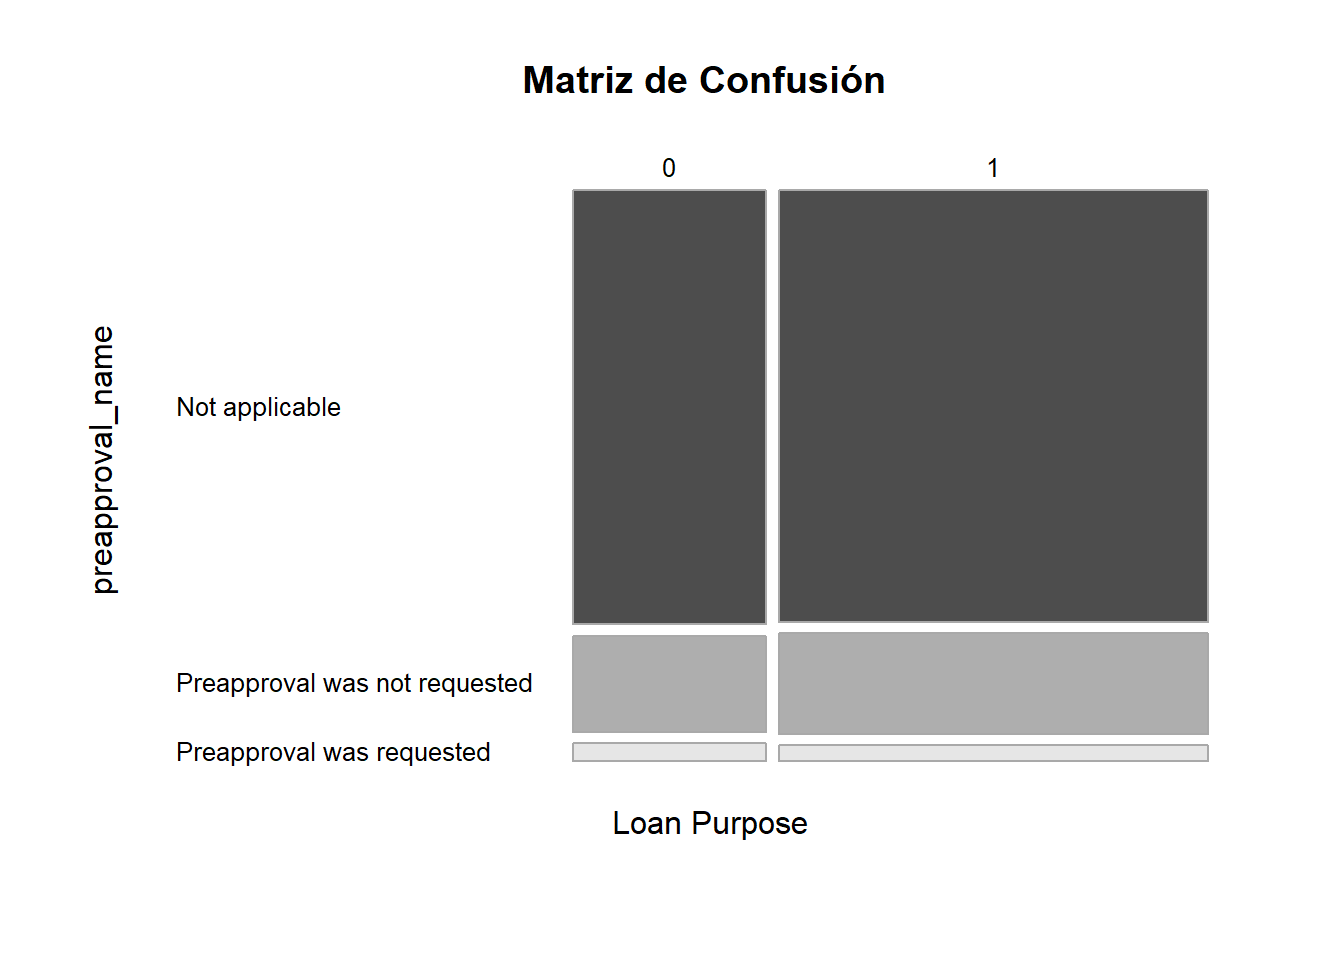 Matriz de Confusión
0 1
preapproval_name
Not applicable
Preapproval was not requested
Preapproval was requested
Loan Purpose